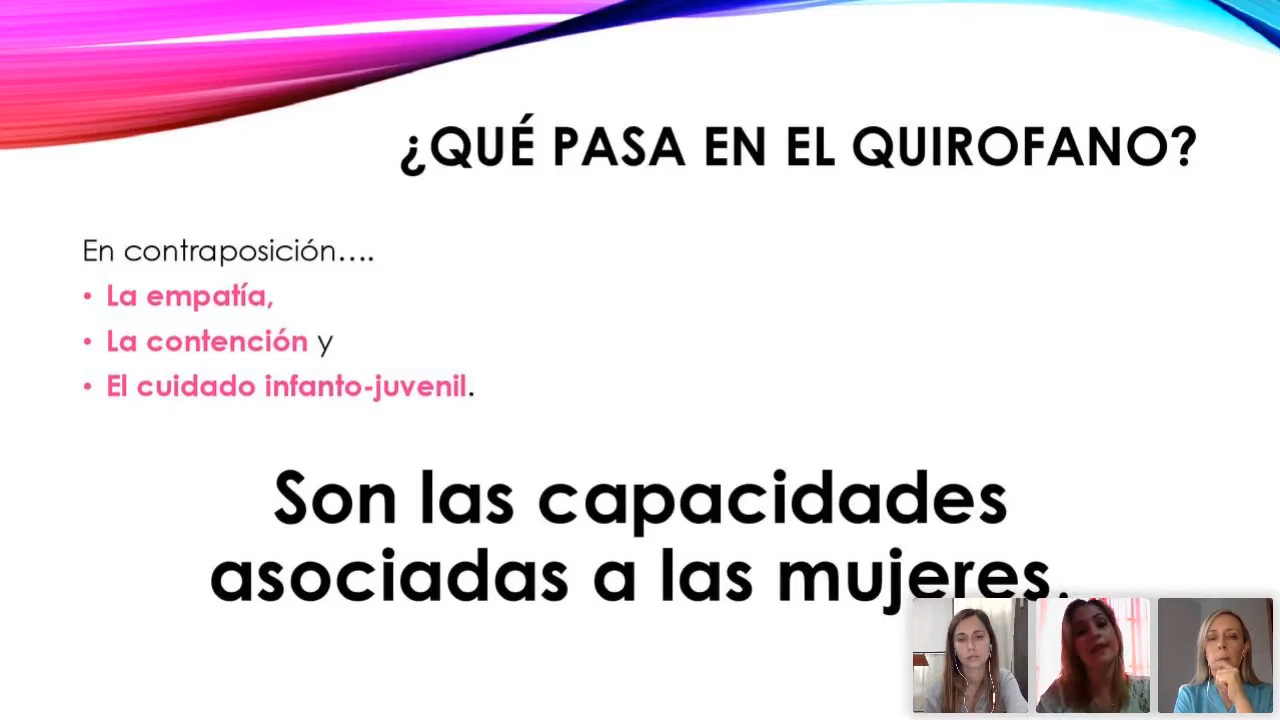 ¿QUÉ PASA EN EL QUIROFANO?
En contraposición....
• La empatía,
• La contención y
• El cuidado infanto-juvenil.
Son las capacidades
asociadas a las mujeres.